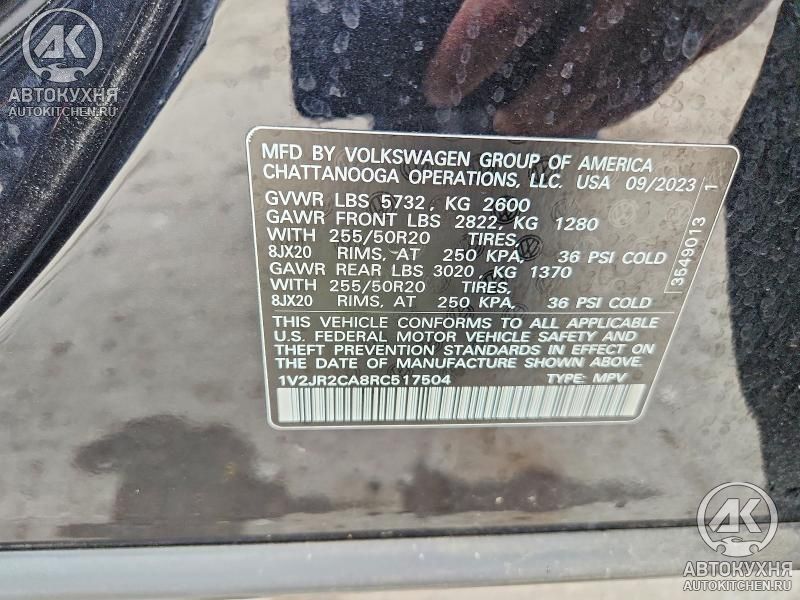 AK
АВТОКУХНЯ
AUTOKITCHEN.RU
MFD BY VOLKSWAGEN GROUP OF AMERICA
CHATTANOOGA OPERATIONS, LLC. USA 09/2023
GVWR LBS 5732, KG 2600
GAWR FRONT LBS 2822, KG 1280
WITH 255/50R20 TIRES,
8JX20 RIMS, AT 250 KPA, 36 PSI COLD
GAWR REAR LBS 3020, KG 1370
WITH 255/50R20 TIRES,
8JX20 RIMS, AT 250 KPA, 36 PSI COLD
THIS VEHICLE CONFORMS TO ALL APPLICABLE
U.S. FEDERAL MOTOR VEHICLE SAFETY AND
THEFT PREVENTION STANDARDS IN EFFECT ON
THE DATE OF MANUFACTURE SHOWN ABOVE.
1V2JR2CA8RC517504 TYPE: MPV
3549013 1
AK
АВТОКУХНЯ
AUTOKITCHEN.RU